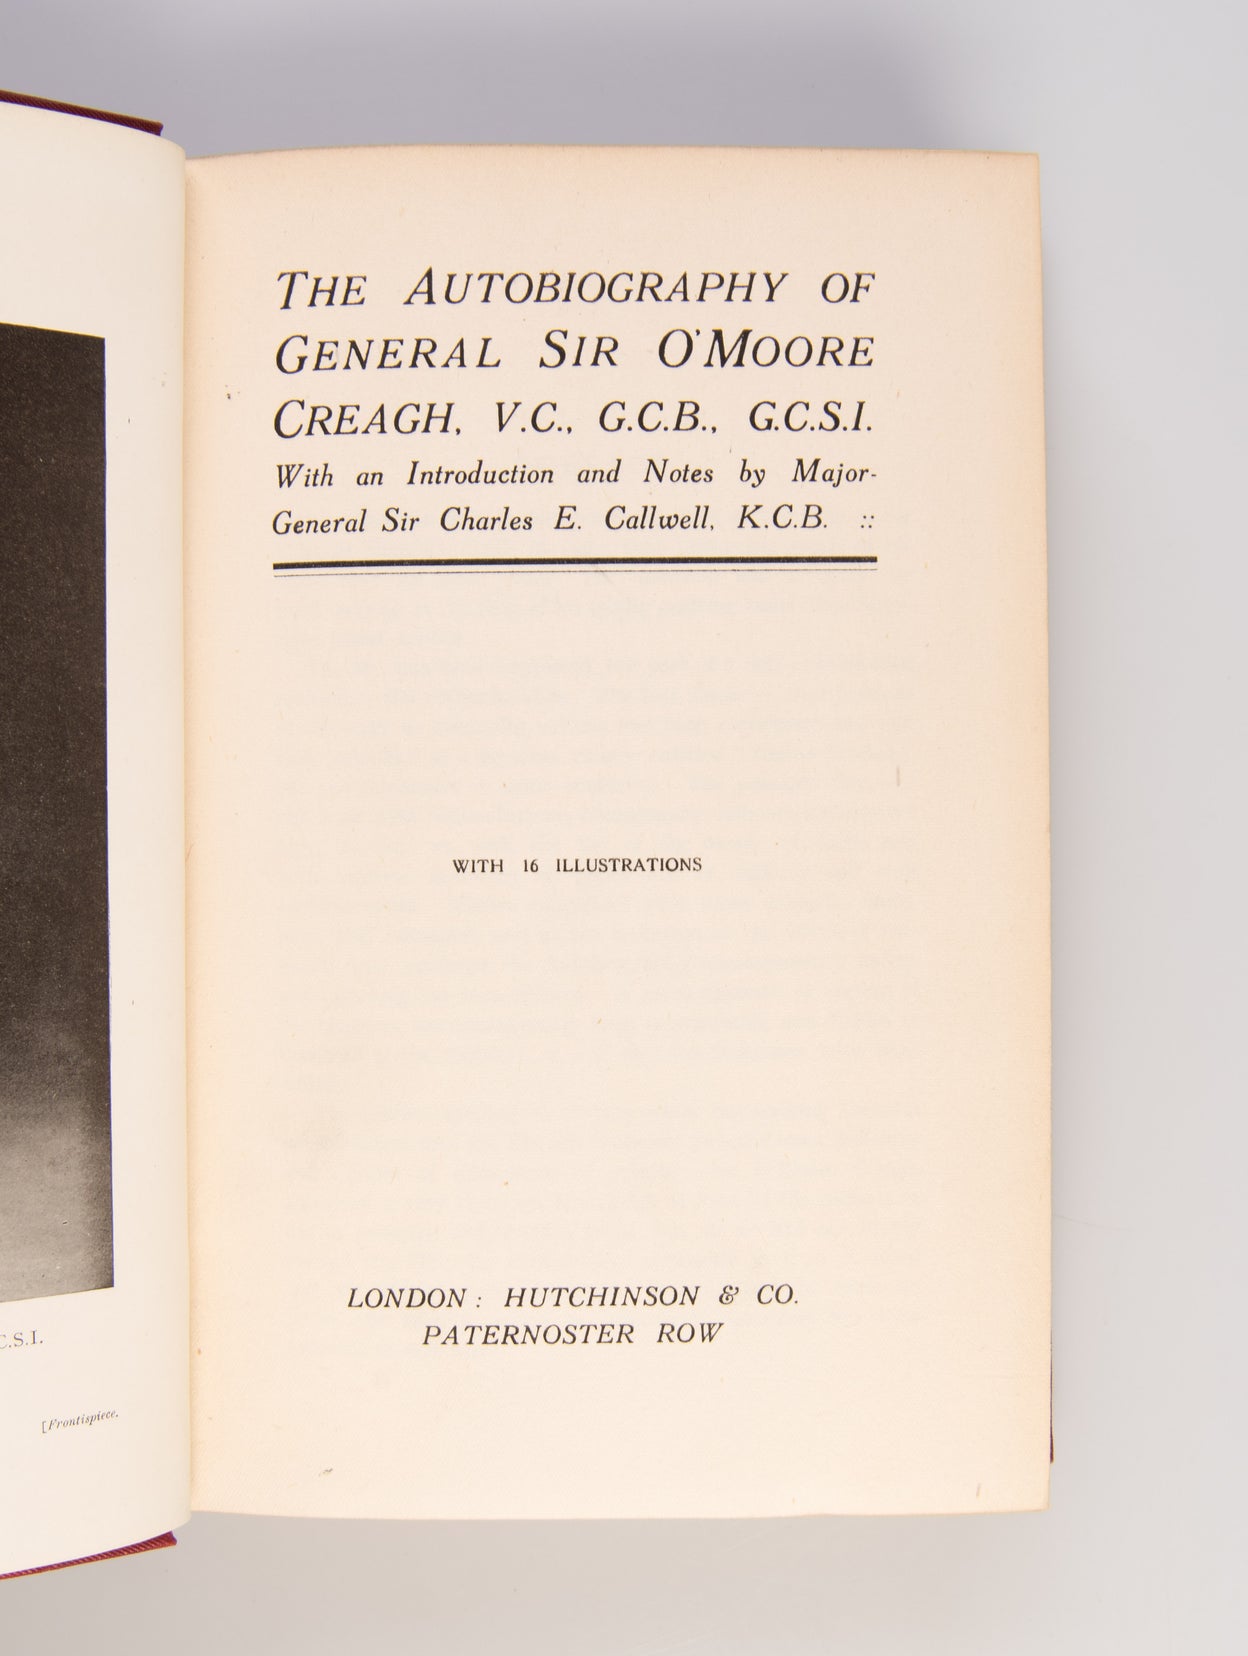 THE AUTOBIOGRAPHY OF
GENERAL SIR O'MOORE
CREAGH, V.C., G.C.B., G.C.S.I.
With an Introduction and Notes by Major-
General Sir Charles E. Callwell, K.C.B. ::
WITH 16 ILLUSTRATIONS
LONDON: HUTCHINSON & CO.
PATERNOSTER ROW
C.S.I.
[Frontispiece.